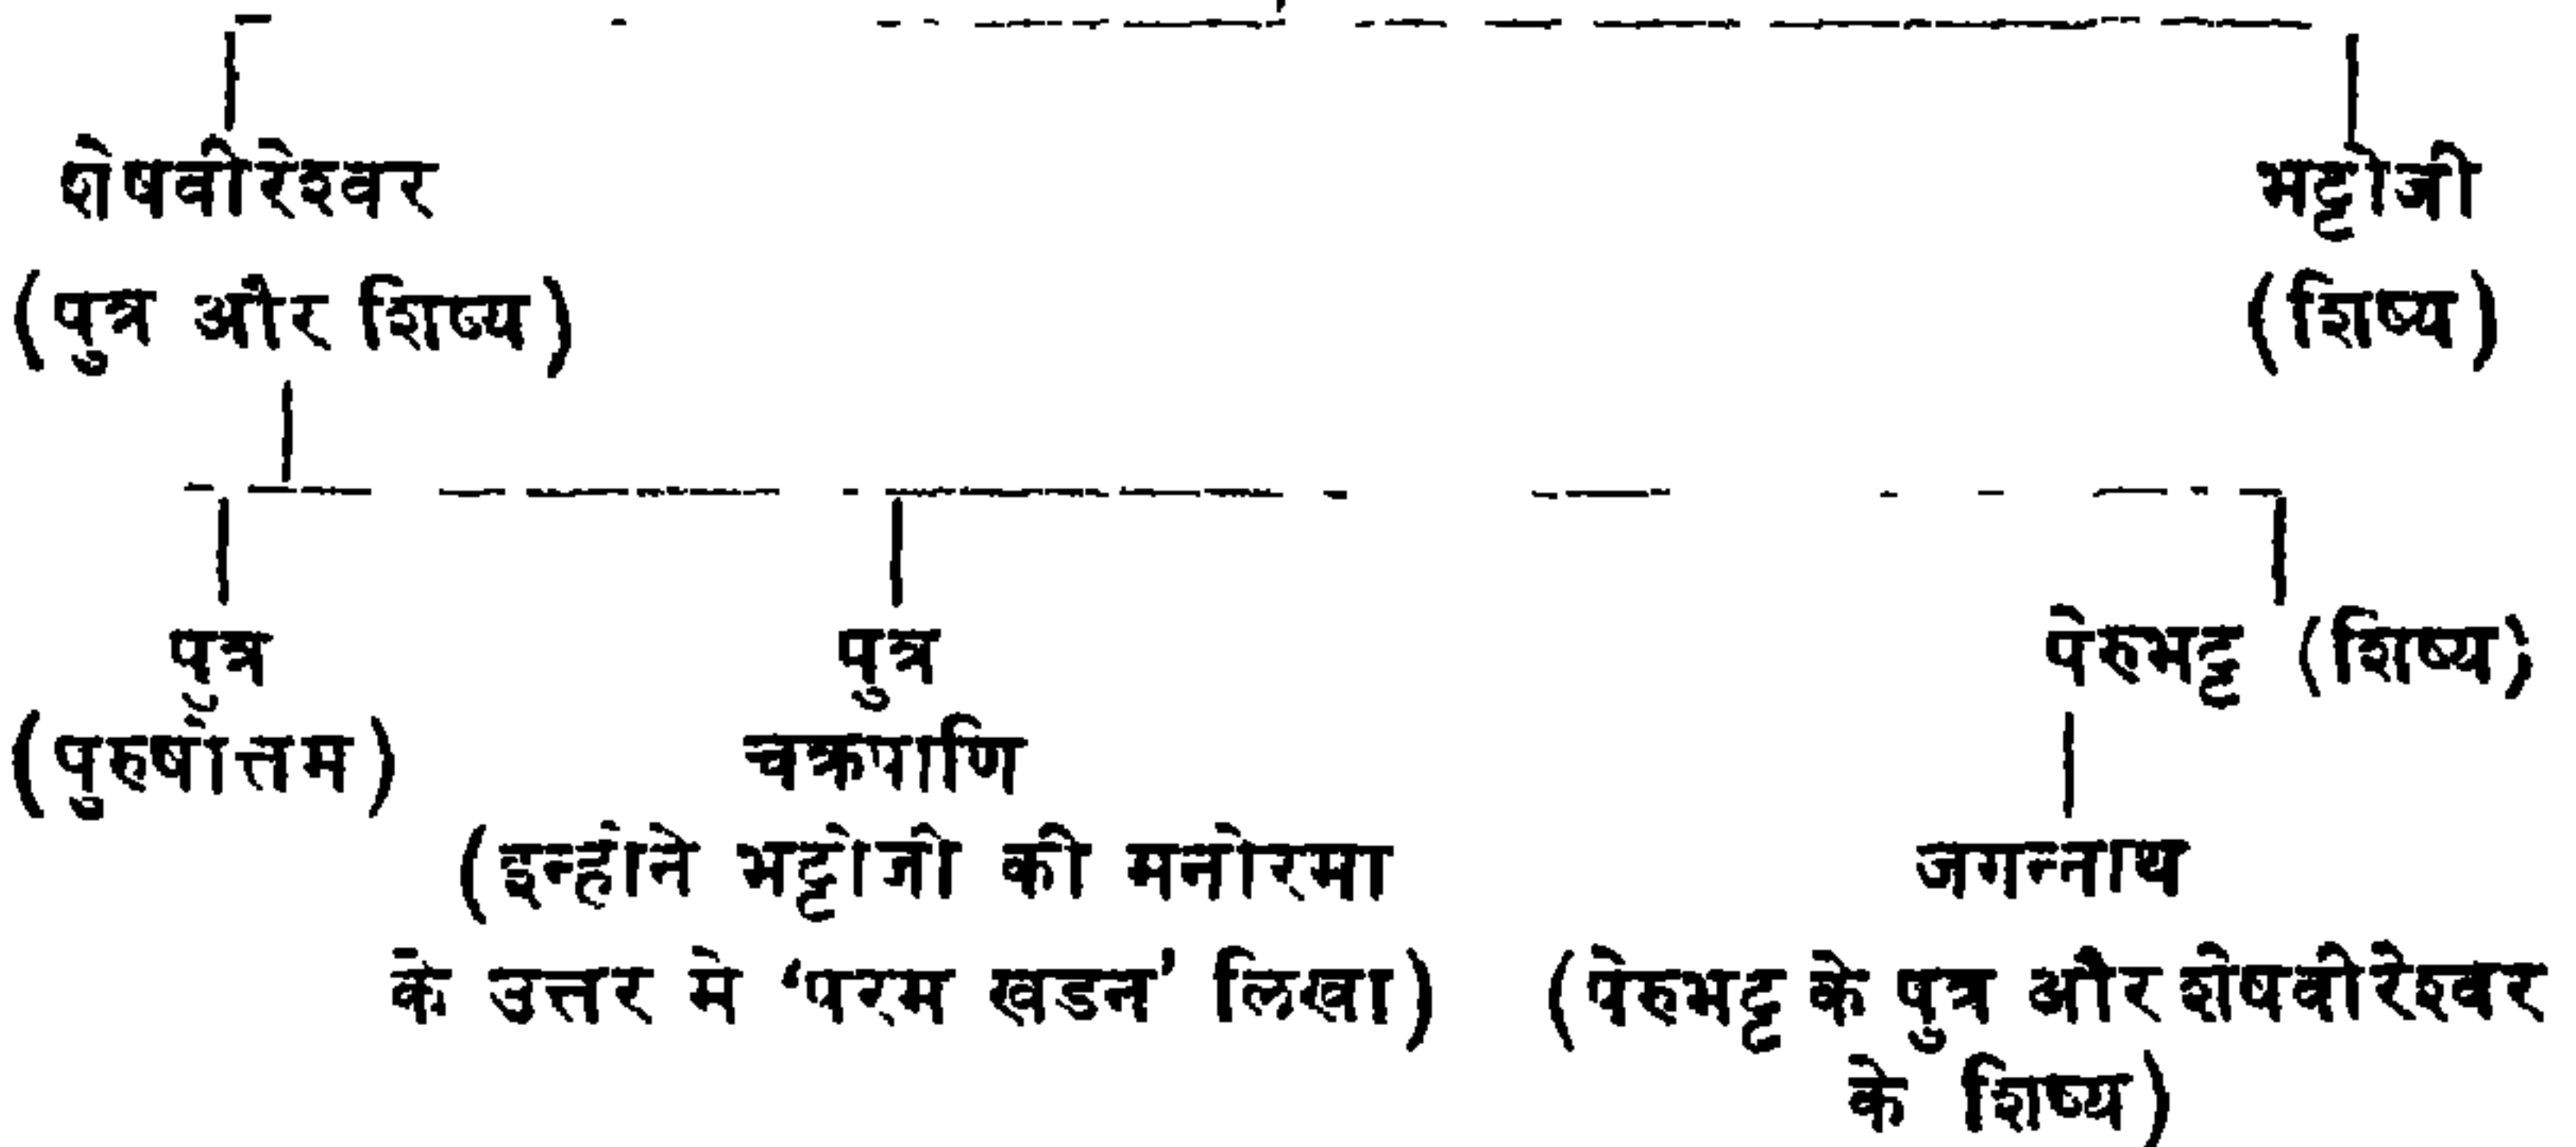 शेषवीरेश्वर भट्टोजी
(पुत्र और शिष्य) (शिष्य)
पुत्र पुत्र पेरुभट्ट (शिष्य)
(पुरुषोत्तम) चक्रपाणि
(इन्होंने भट्टोजी की मनोरमा जगन्नाथ
के उत्तर मे ‘परम खडन’ लिखा) (पेरुभट्ट के पुत्र और शेषवीरेश्वर
के शिष्य)